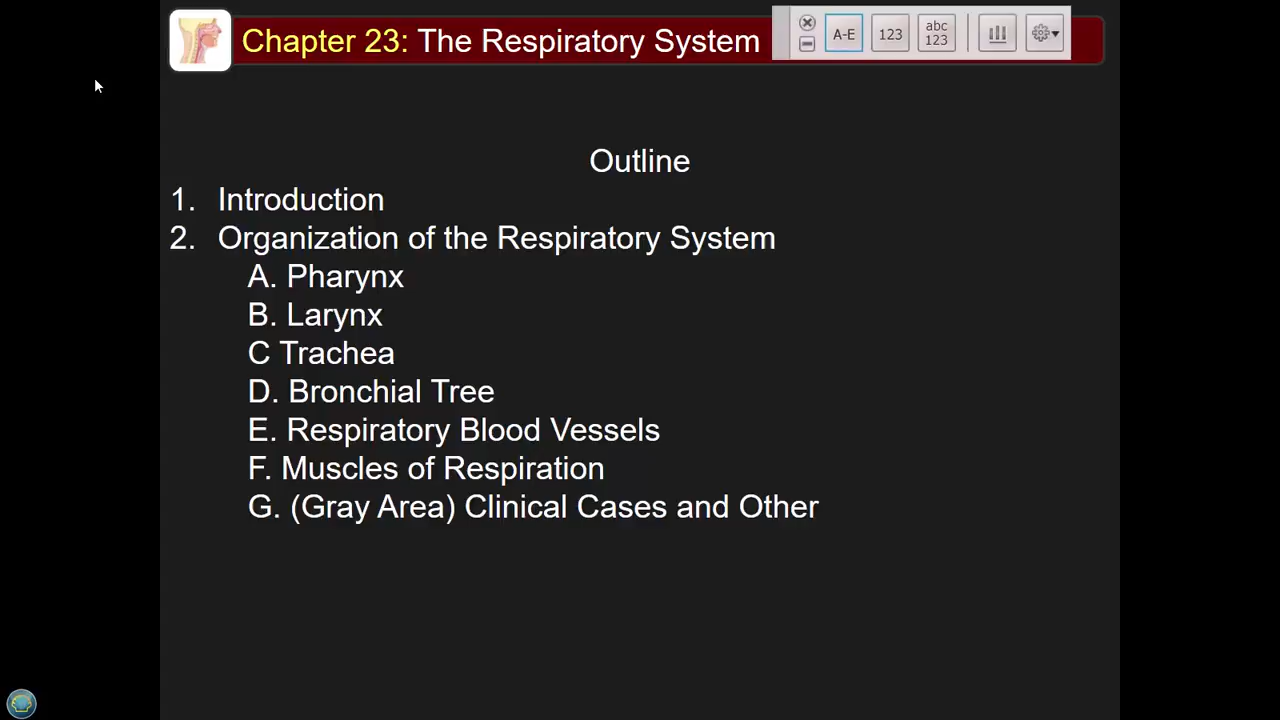 Chapter 23: The Respiratory System
A-E
123
abc
123
Outline
1. Introduction
2. Organization of the Respiratory System
A. Pharynx
B. Larynx
C Trachea
D. Bronchial Tree
E. Respiratory Blood Vessels
F. Muscles of Respiration
G. (Gray Area) Clinical Cases and Other